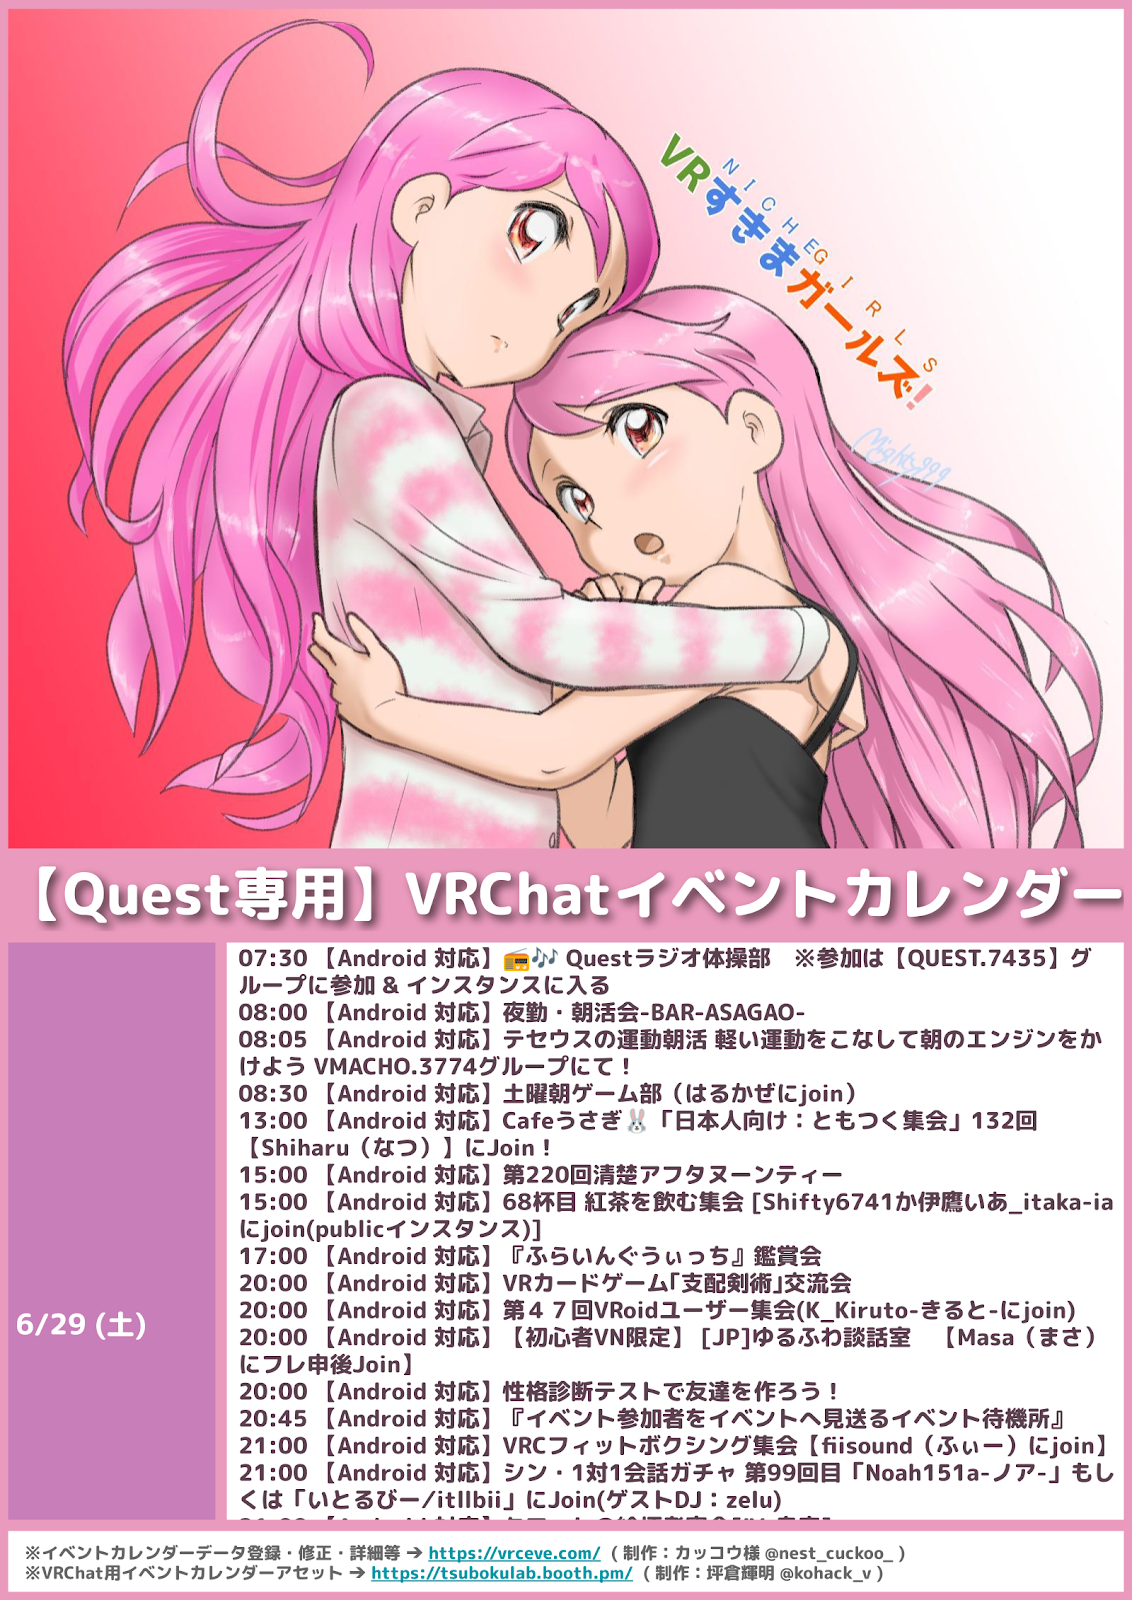 NICHE GIRLS
VRすきまガールズ!
Mighty999
【Quest専用】VRChatイベントカレンダー
6/29 (土)
07:30 【Android 対応】📻🎶 Questラジオ体操部　※参加は【QUEST.7435】グ
ループに参加 & インスタンスに入る
08:00 【Android 対応】夜勤・朝活会-BAR-ASAGAO-
08:05 【Android 対応】テセウスの運動朝活 軽い運動をこなして朝のエンジンをか
けよう VMACHO.3774グループにて！
08:30 【Android 対応】土曜朝ゲーム部（はるかぜにjoin）
13:00 【Android 対応】Cafeうさぎ🐰「日本人向け：ともつく集会」132回
【Shiharu（なつ）】にJoin！
15:00 【Android 対応】第220回清楚アフタヌーンティー
15:00 【Android 対応】68杯目 紅茶を飲む集会 [Shifty6741か伊鷹いあ_itaka-ia
にjoin(publicインスタンス)]
17:00 【Android 対応】『ふらいんぐうぃっち』鑑賞会
20:00 【Android 対応】VRカードゲーム｢支配剣術｣交流会
20:00 【Android 対応】第４７回VRoidユーザー集会(K_Kiruto-きると-にjoin)
20:00 【Android 対応】【初心者VN限定】 [JP]ゆるふわ談話室　【Masa（まさ）
にフレ申後Join】
20:00 【Android 対応】性格診断テストで友達を作ろう！
20:45 【Android 対応】『イベント参加者をイベントへ見送るイベント待機所』
21:00 【Android 対応】VRCフィットボクシング集会【fiisound（ふぃー）にjoin】
21:00 【Android 対応】シン・1対1会話ガチャ 第99回目「Noah151a-ノア-」もし
くは「いとるびー/itllbii」にJoin(ゲストDJ：zelu)
※イベントカレンダーデータ登録・修正・詳細等 → https://vrceve.com/ ( 制作：カッコウ様 @nest_cuckoo_ )
※VRChat用イベントカレンダーアセット → https://tsubokulab.booth.pm/ ( 制作：坪倉輝明 @kohack_v )